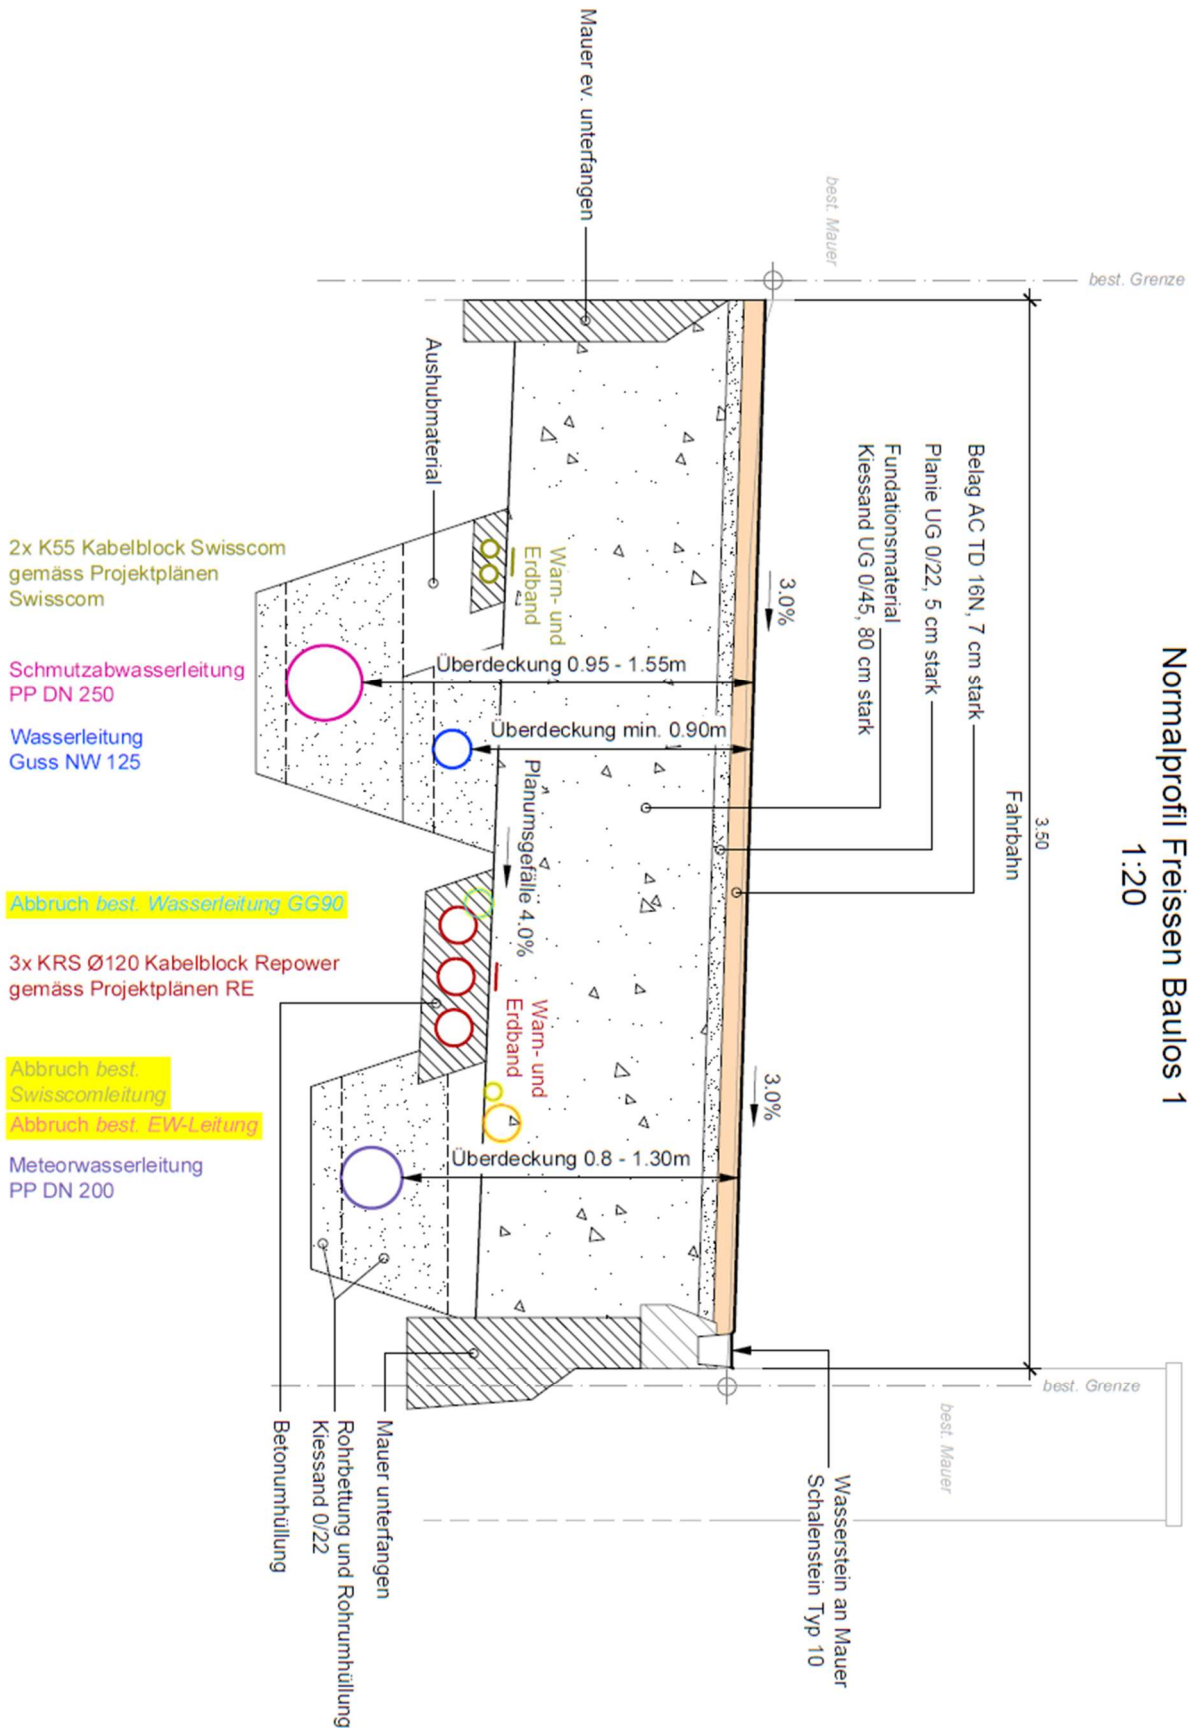 Normalprofil Freissen Baulos 1
1:20
3.50
Fahrbahn
best. Grenze
best. Grenze
best. Mauer
best. Mauer
Belag AC TD 16N, 7 cm stark
Planie UG 0/22, 5 cm stark
Fundationsmaterial
Kiessand UG 0/45, 80 cm stark
3.0%
3.0%
Wasserstein an Mauer
Schalenstein Typ 10
Mauer ev. unterfangen
Aushubmaterial
Warn- und
Erdband
Überdeckung 0.95 - 1.55m
Überdeckung min. 0.90m
Planumsgefälle 4.0%
Warn- und
Erdband
Überdeckung 0.8 - 1.30m
Mauer unterfangen
Rohrbettung und Rohrumhüllung
Kiessand 0/22
Betonumhüllung
2x K55 Kabelblock Swisscom
gemäss Projektplänen
Swisscom
Schmutzabwasserleitung
PP DN 250
Wasserleitung
Guss NW 125
Abbruch best. Wasserleitung GG90
3x KRS Ø120 Kabelblock Repower
gemäss Projektplänen RE
Abbruch best.
Swisscomleitung
Abbruch best. EW-Leitung
Meteorwasserleitung
PP DN 200